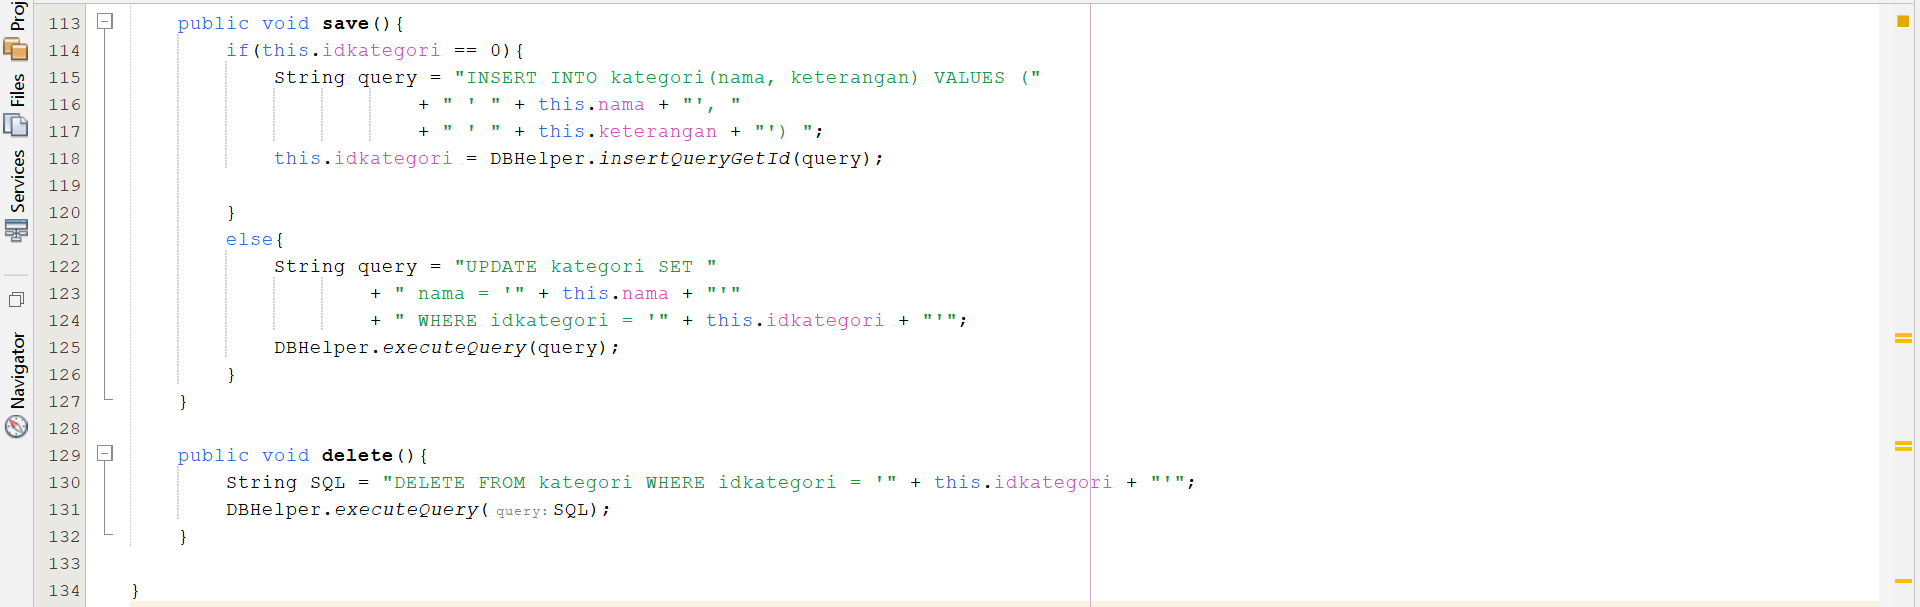 Proj
Files
Services
Navigator
113 public void save(){
114 if(this.idkategori == 0){
115 String query = "INSERT INTO kategori(nama, keterangan) VALUES ("
116 + " ' " + this.nama + "', "
117 + " ' " + this.keterangan + "') ";
118 this.idkategori = DBHelper.insertQueryGetId(query);
119
120 }
121 else{
122 String query = "UPDATE kategori SET "
123 + " nama = '" + this.nama + "'"
124 + " WHERE idkategori = '" + this.idkategori + "'";
125 DBHelper.executeQuery(query);
126 }
127 }
128
129 public void delete(){
130 String SQL = "DELETE FROM kategori WHERE idkategori = '" + this.idkategori + "'";
131 DBHelper.executeQuery( query: SQL);
132 }
133
134 }